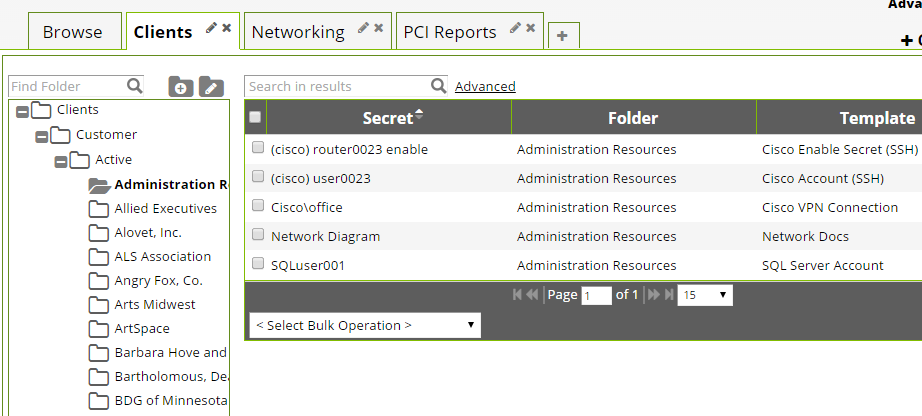 Adva
Browse
Clients
Networking
PCI Reports
+
+
Find Folder
Search in results
Advanced
Clients
Customer
Active
Administration R
Allied Executives
Alovet, Inc.
ALS Association
Angry Fox, Co.
Arts Midwest
ArtSpace
Barbara Hove and
Bartholomous, Dea
BDG of Minnesota
Secret Folder Template
(cisco) router0023 enable Administration Resources Cisco Enable Secret (SSH)
(cisco) user0023 Administration Resources Cisco Account (SSH)
Cisco\office Administration Resources Cisco VPN Connection
Network Diagram Administration Resources Network Docs
SQLuser001 Administration Resources SQL Server Account
Page 1 of 1 15
< Select Bulk Operation >